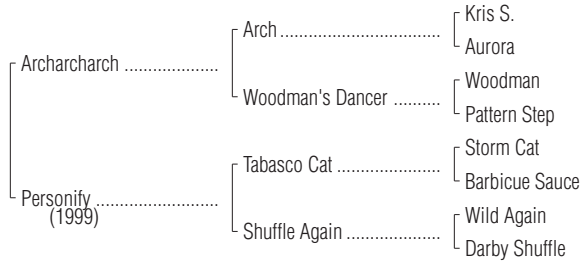 Kris S.
Arch
Aurora
Archarcharch
Woodman
Woodman's Dancer
Pattern Step
Storm Cat
Tabasco Cat
Barbicue Sauce
Personify
(1999)
Wild Again
Shuffle Again
Darby Shuffle